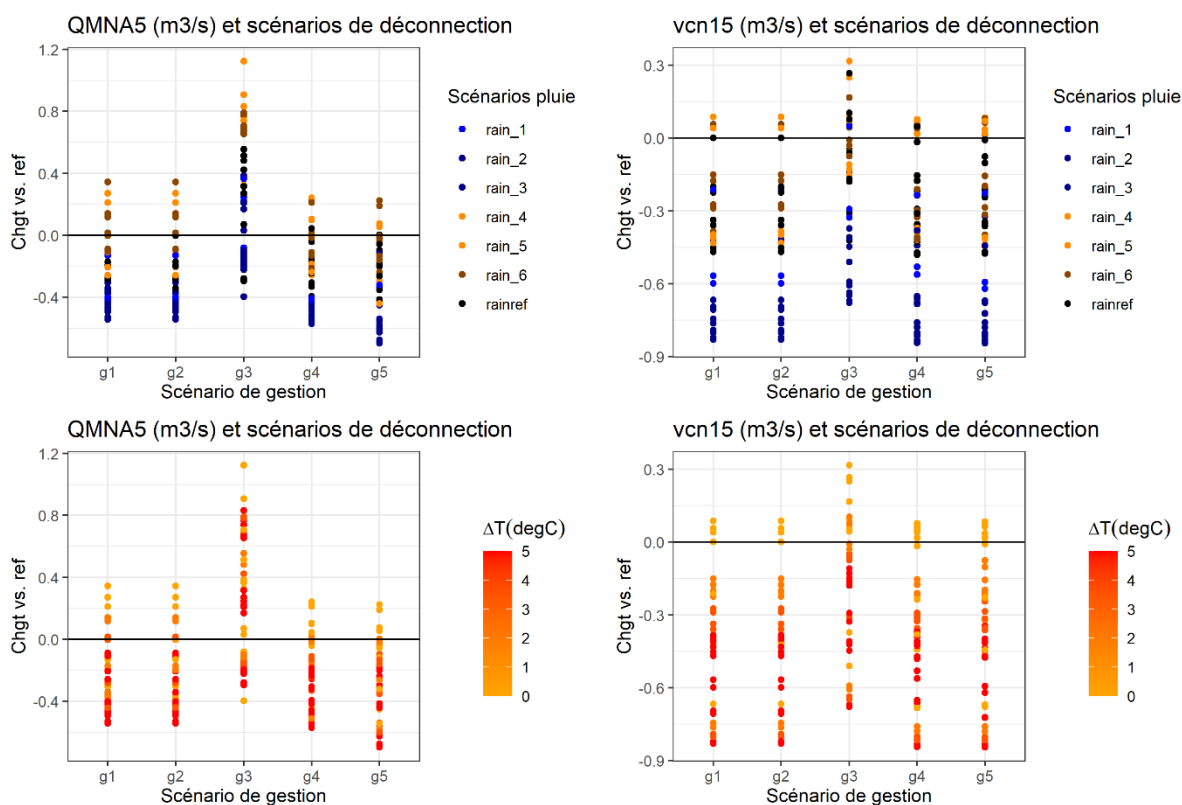 QMNA5 (m3/s) et scénarios de déconnection
1.2
0.8
0.4
0.0
-0.4
Chgt vs. ref
g1 g2 g3 g4 g5
Scénario de gestion
Scénarios pluie
rain_1
rain_2
rain_3
rain_4
rain_5
rain_6
rainref
vcn15 (m3/s) et scénarios de déconnection
0.3
0.0
-0.3
-0.6
-0.9
Chgt vs. ref
g1 g2 g3 g4 g5
Scénario de gestion
Scénarios pluie
rain_1
rain_2
rain_3
rain_4
rain_5
rain_6
rainref
QMNA5 (m3/s) et scénarios de déconnection
1.2
0.8
0.4
0.0
-0.4
Chgt vs. ref
g1 g2 g3 g4 g5
Scénario de gestion
ΔT(degC)
5
4
3
2
1
0
vcn15 (m3/s) et scénarios de déconnection
0.3
0.0
-0.3
-0.6
-0.9
Chgt vs. ref
g1 g2 g3 g4 g5
Scénario de gestion
ΔT(degC)
5
4
3
2
1
0